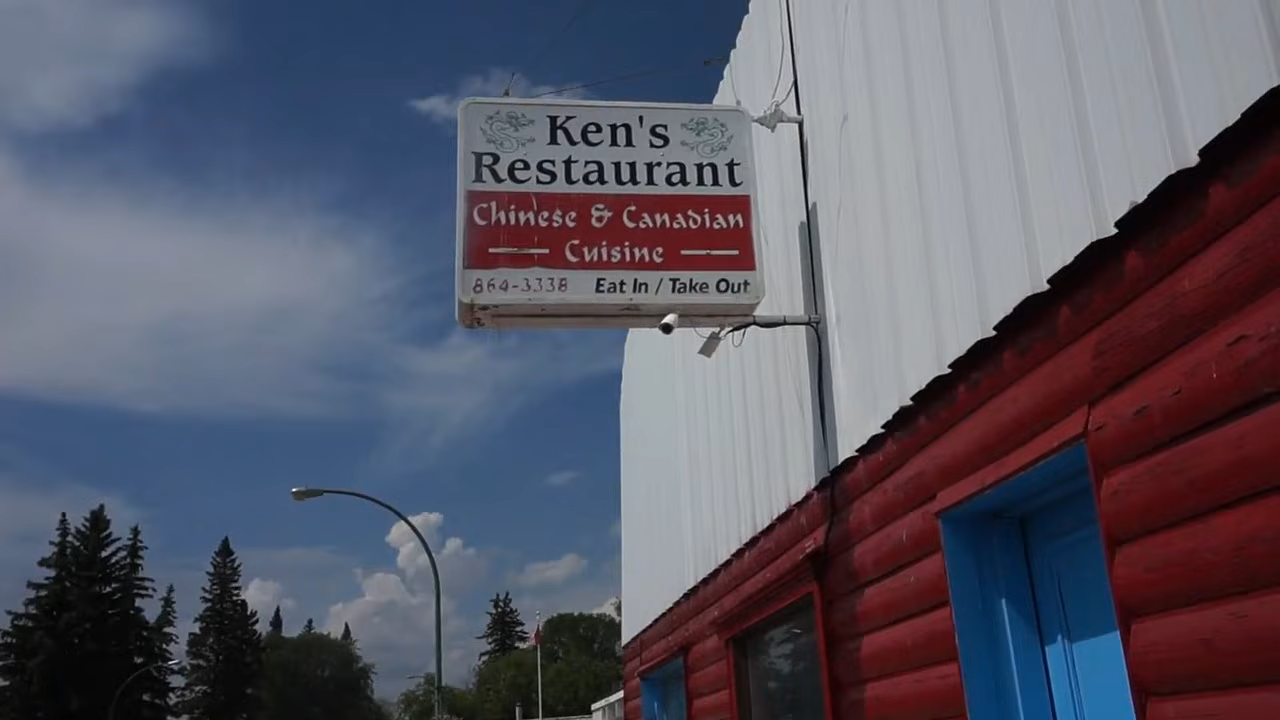 Ken's
Restaurant
Chinese & Canadian
Cuisine
864-3338 Eat In / Take Out